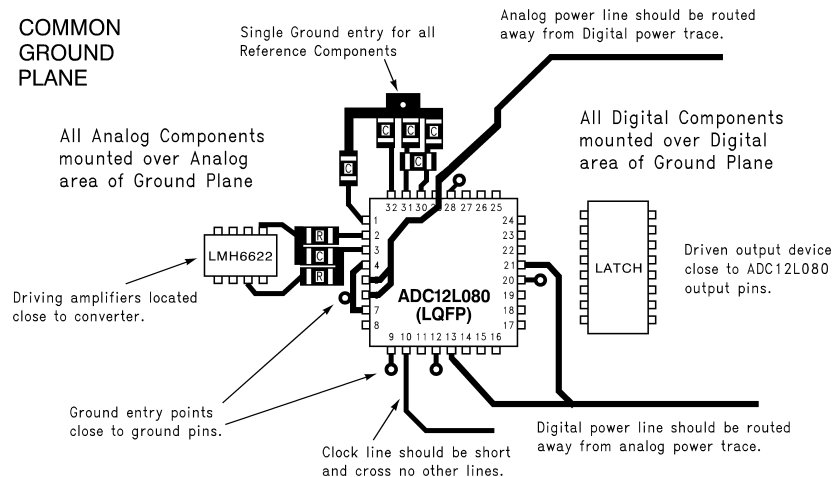 COMMON
GROUND
PLANE
Single Ground entry for all
Reference Components
Analog power line should be routed
away from Digital power trace.
All Analog Components
mounted over Analog
area of Ground Plane
All Digital Components
mounted over Digital
area of Ground Plane
C
C
C
C
C
32 31 30 28 27 26 25
1
2
3
4
7
8
24
23
22
21
20
19
18
17
R
C
R
LMH6622
ADC12L080
(LQFP)
LATCH
Driven output device
close to ADC12L080
output pins.
Driving amplifiers located
close to converter.
9 10 11 12 13 14 15 16
Ground entry points
close to ground pins.
Clock line should be short
and cross no other lines.
Digital power line should be routed
away from analog power trace.